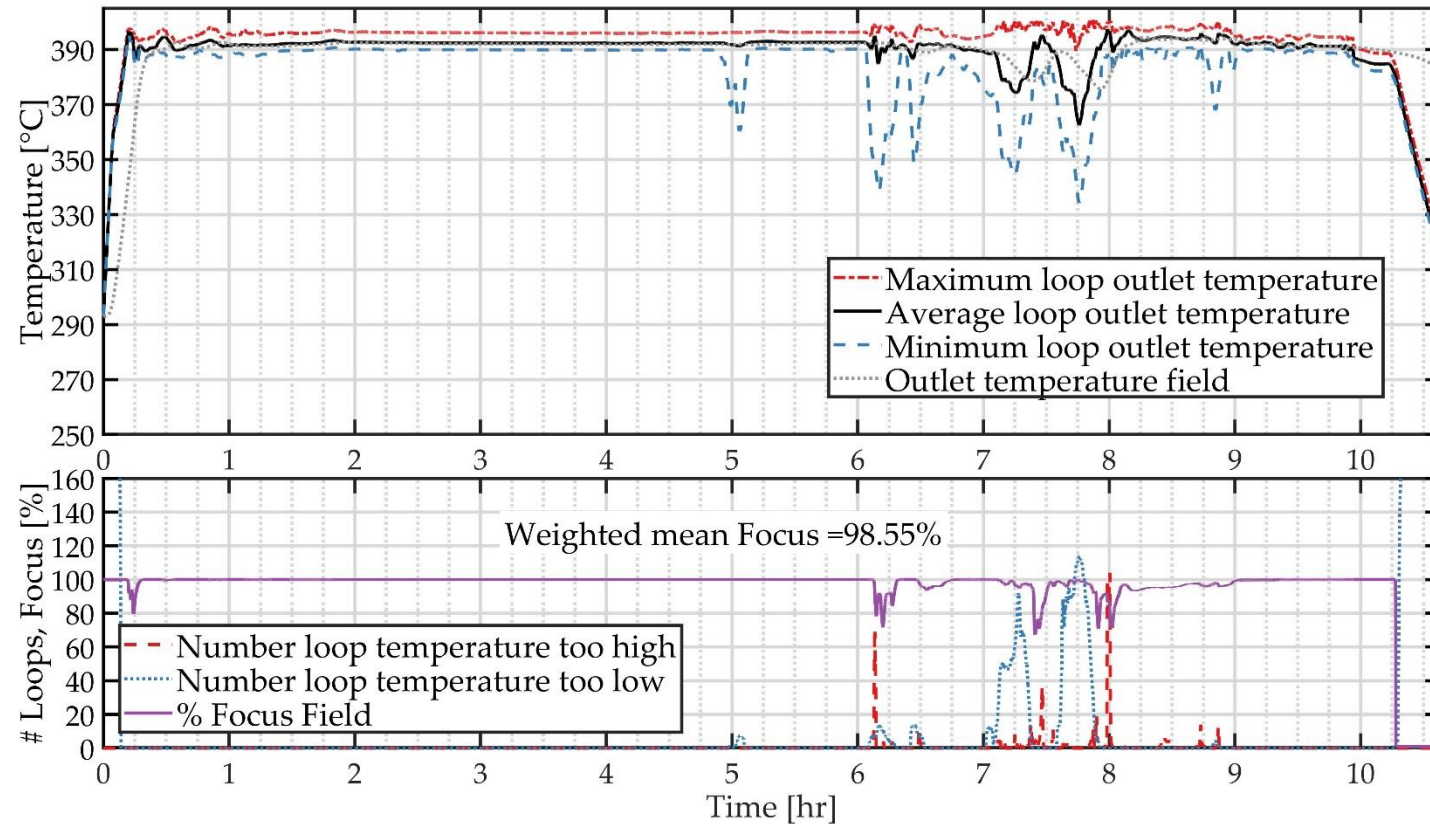 Temperature [°C]
390
370
350
330
310
290
270
250
0 1 2 3 4 5 6 7 8 9 10
Maximum loop outlet temperature
Average loop outlet temperature
Minimum loop outlet temperature
Outlet temperature field
# Loops, Focus [%]
160
140
120
100
80
60
40
20
0
Weighted mean Focus =98.55%
Number loop temperature too high
Number loop temperature too low
% Focus Field
0 1 2 3 4 5 6 7 8 9 10
Time [hr]